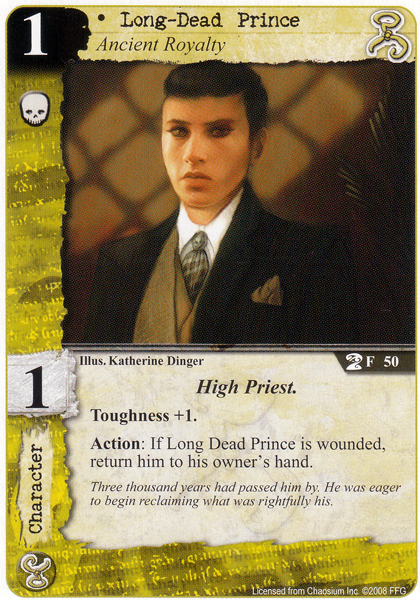 1
• Long-Dead Prince
Ancient Royalty
Illus. Katherine Dinger
F 50
1
High Priest.
Toughness +1.
Action: If Long Dead Prince is wounded,
return him to his owner's hand.
Three thousand years had passed him by. He was eager
to begin reclaiming what was rightfully his.
Character
Licensed from Chaosium Inc. ©2008 FFG